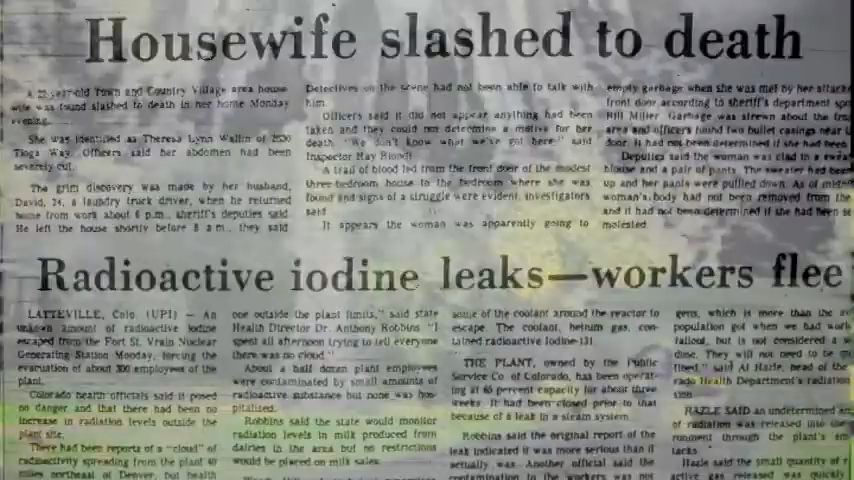 Housewife slashed to death
A 22-year-old Town and Country Village area house
wife was found slashed to death in her home Monday
evening.
She was identified as Theresa Lynn Wallin of 2630
Tioga Way. Officers said her abdomen had been
severely cut.
The grim discovery was made by her husband,
David, 24, a laundry truck driver, when he returned
home from work about 6 p.m., sheriff's deputies said.
He left the house shortly before 8 a.m., they said
Detectives on the scene had not been able to talk with
him.
Officers said it did not appear anything had been
taken and they could not determine a motive for her
death. "We don't know what we've got here" said
Inspector Ray Biondi
A trail of blood led from the front door of the modest
three-bedroom house to the bedroom where she was
found and signs of a struggle were evident, investigators
said
It appears the woman was apparently going to
empty garbage when she was met by her
front door according to sheriff's department
Bill Miller. Garbage was strewn about the
area and officers found two bullet casings near
door. It had not been determined if she had been
Deputies said the woman was clad in a
blouse and a pair of pants. The sweater had been
up and her pants were pulled down. As of
woman's body had not been removed from the
and it had not been determined if she had been
molested
Radioactive iodine leaks—workers flee
LATTEVILLE, Colo. (UPI) — An
unknown amount of radioactive iodine
escaped from the Fort St. Vrain Nuclear
Generating Station Monday, forcing the
evacuation of about 300 employees of the
plant.
Colorado health officials said it posed
no danger and that there had been no
increase in radiation levels outside the
plant site.
There had been reports of a "cloud" of
radioactivity spreading from the plant 40
miles northeast of Denver, but health
one outside the plant limits," said state
Health Director Dr. Anthony Robbins "I
spent all afternoon trying to tell everyone
there was no cloud."
About a half dozen plant employees
were contaminated by small amounts of
radioactive substance but none was hos-
pitalized.
Robbins said the state would monitor
radiation levels in milk produced from
dairies in the area but no restrictions
would be placed on milk sales.
some of the coolant around the reactor to
escape. The coolant, helium gas, con-
tained radioactive iodine-131
THE PLANT, owned by the Public
Service Co of Colorado, has been operat-
ing at 65 percent capacity for about three
weeks. It had been closed prior to that
because of a leak in a steam system
Robbins said the original report of the
leak indicated it was more serious than it
actually was. Another official said the
contamination to the workers was not
gens, which is more than the
population got when we had
fallout, but is not considered a
dose. They will not need to be
said Al Hazle, head of the
rado Health Department's radiation
sion
HAZLE SAID an undetermined
of radiation was released into the
ronment through the plant's
stacks
Hazle said the small quantity of
active gas released was quickly